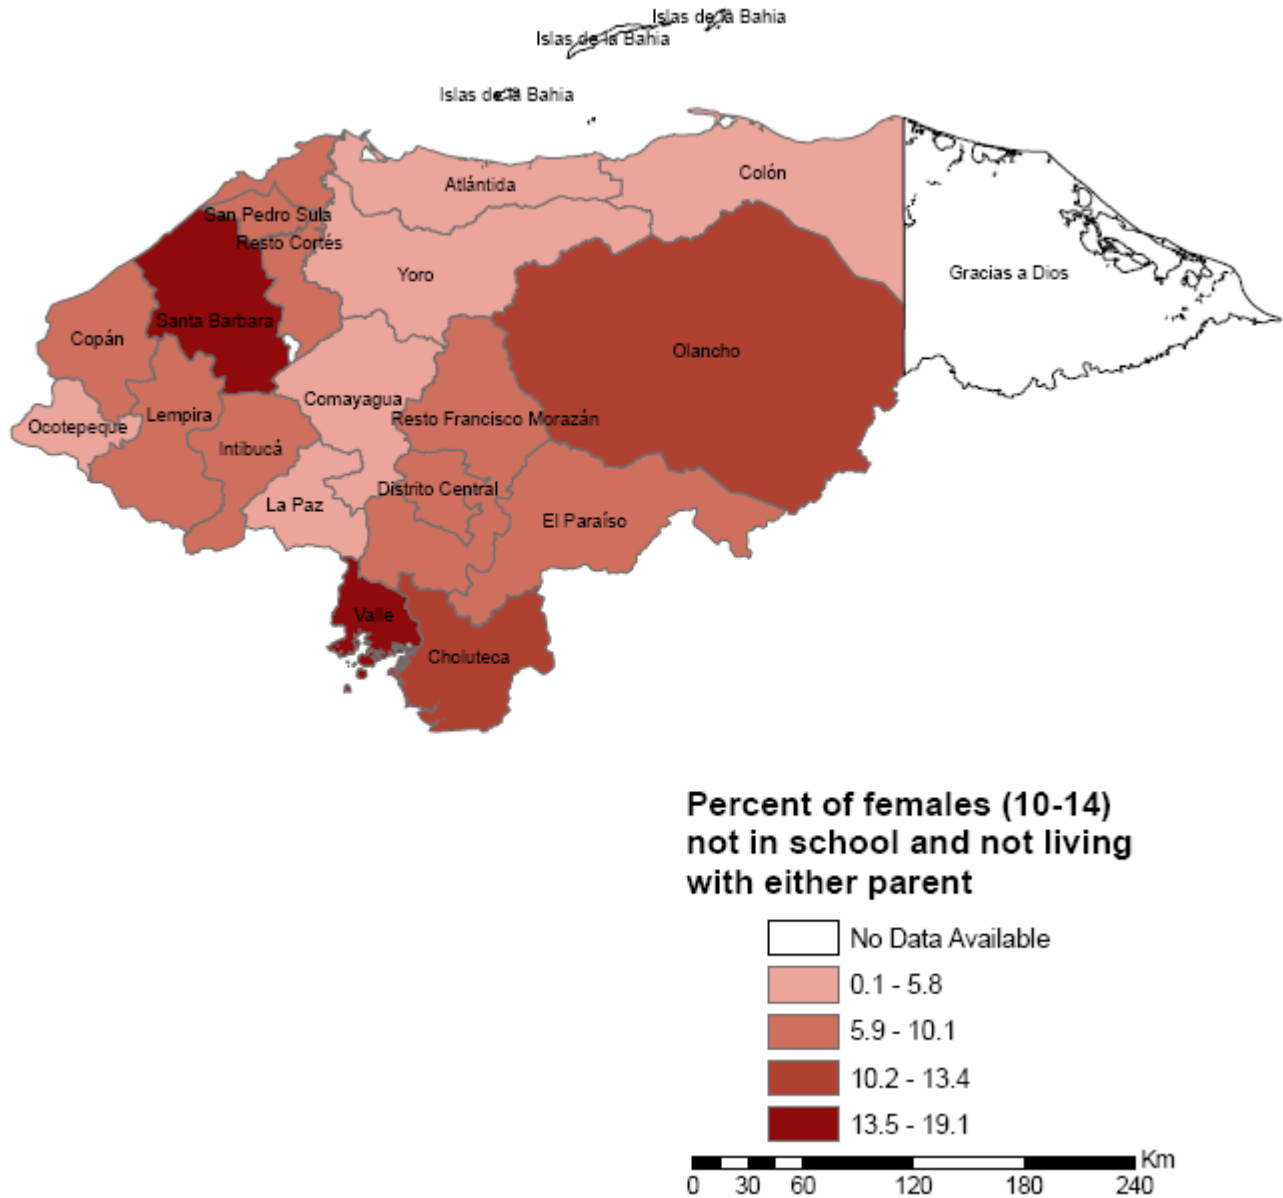 Islas de la Bahia
Islas de la Bahia
Islas de la Bahia
Colón
Atlántida
San Pedro Sula
Resto Cortés
Yoro
Gracias a Dios
Santa Barbara
Copán
Olancho
Comayagua
Lempira
Resto Francisco Morazán
Ocotepeque
Intibucá
Distrito Central
La Paz
El Paraíso
Valle
Choluteca
Percent of females (10-14)
not in school and not living
with either parent
No Data Available
0.1 - 5.8
5.9 - 10.1
10.2 - 13.4
13.5 - 19.1
Km
0 30 60 120 180 240